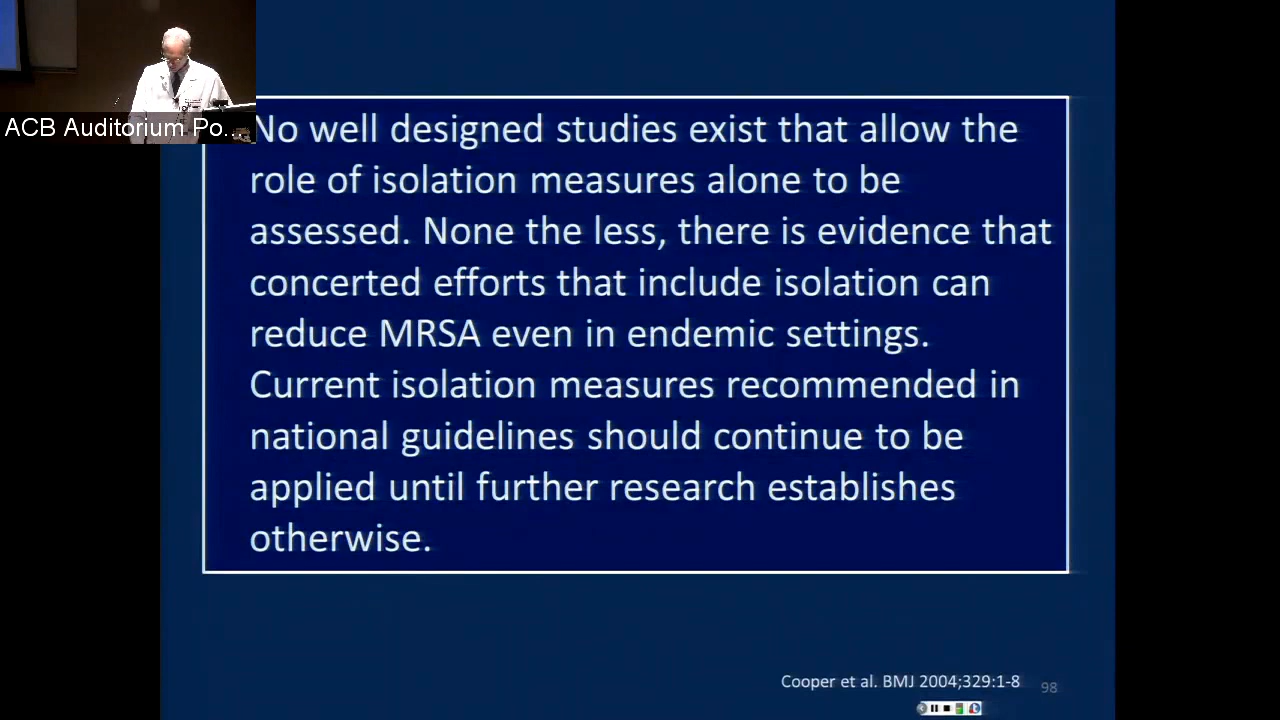 ACB Auditorium Po...
No well designed studies exist that allow the
role of isolation measures alone to be
assessed. None the less, there is evidence that
concerted efforts that include isolation can
reduce MRSA even in endemic settings.
Current isolation measures recommended in
national guidelines should continue to be
applied until further research establishes
otherwise.
Cooper et al. BMJ 2004;329:1-8
98